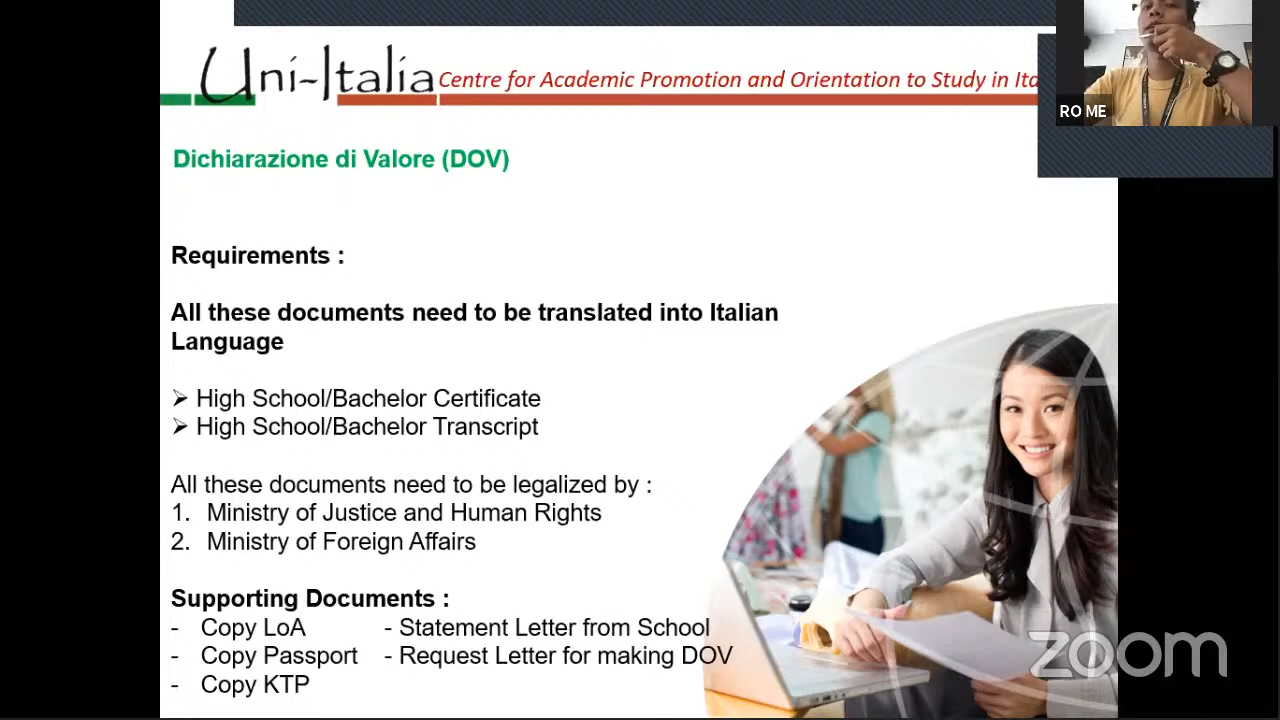 Uni-Italia Centre for Academic Promotion and Orientation to Study in Ita
RO ME
Dichiarazione di Valore (DOV)
Requirements :
All these documents need to be translated into Italian
Language
➢ High School/Bachelor Certificate
➢ High School/Bachelor Transcript
All these documents need to be legalized by :
1. Ministry of Justice and Human Rights
2. Ministry of Foreign Affairs
Supporting Documents :
- Copy LoA - Statement Letter from School
- Copy Passport - Request Letter for making DOV
- Copy KTP
zoom